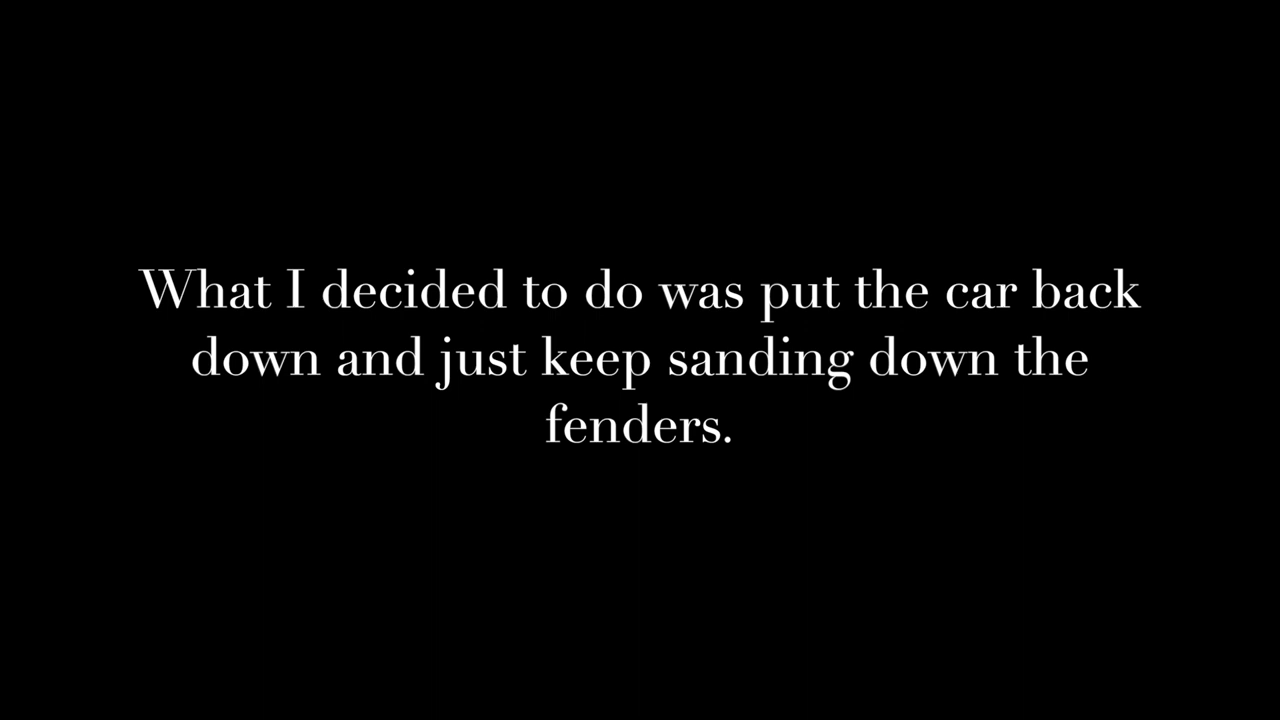 What I decided to do was put the car back
down and just keep sanding down the
fenders.